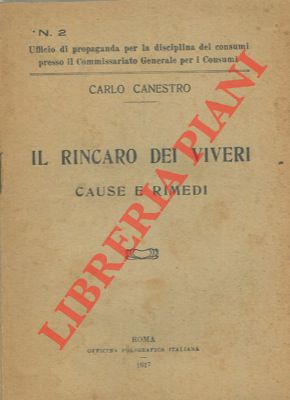 N. 2
Ufficio di propaganda per la disciplina dei consumi
presso il Commissariato Generale per i Consumi
CARLO CANESTRO
IL RINCARO DEI VIVERI
CAUSE E RIMEDI
ROMA
OFFICINA POLIGRAFICA ITALIANA
1917
LIBRERIA PIANI